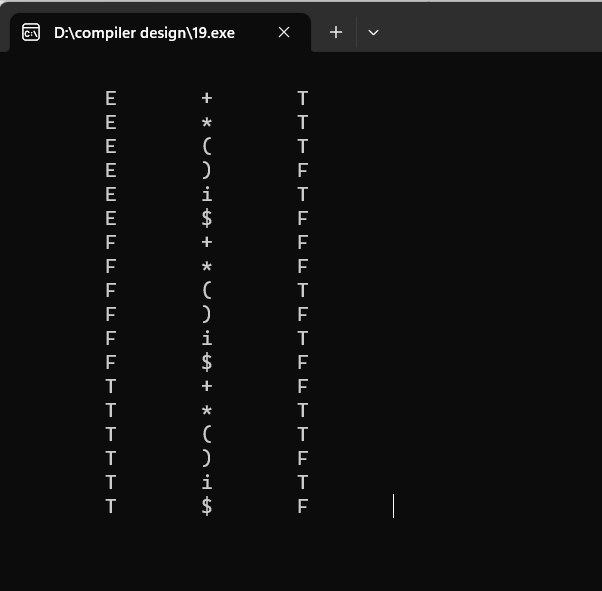 D:\compiler design\19.exe
E + T
E * T
E ( T
E ) F
E i T
E $ F
F + F
F * F
F ( T
F ) F
F i T
F $ F
T + F
T * T
T ( T
T ) F
T i T
T $ F